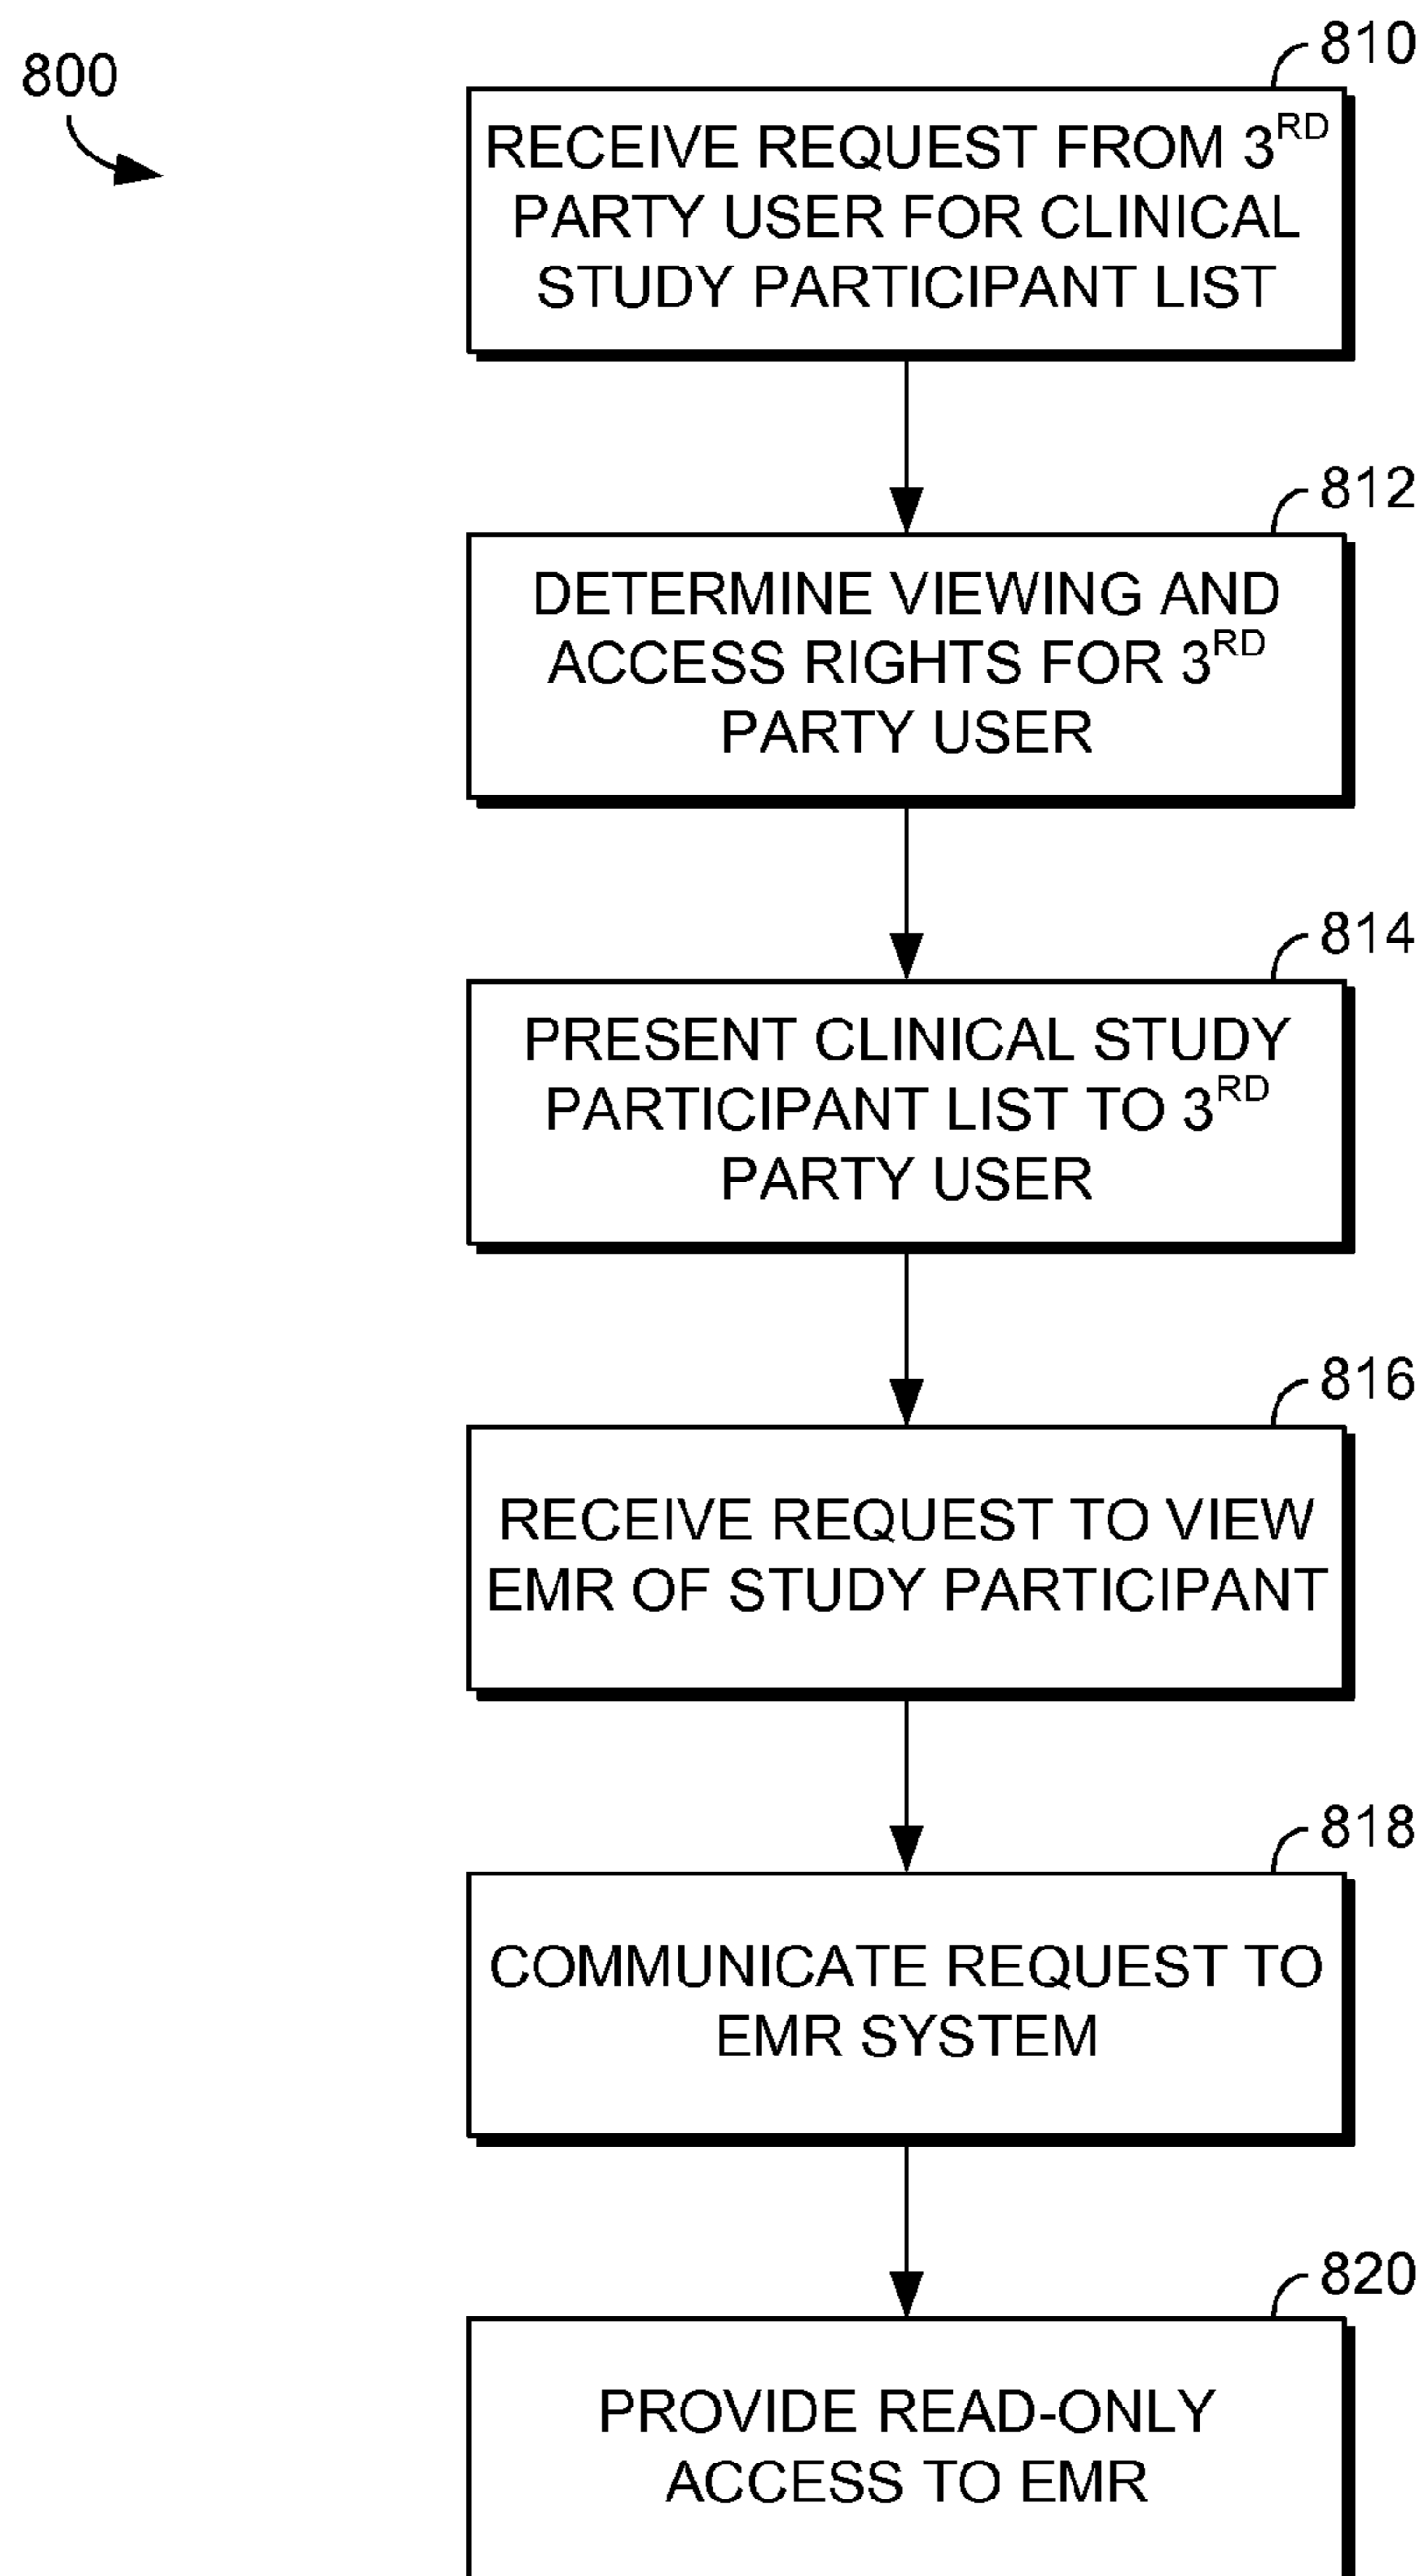 800
810
RECEIVE REQUEST FROM 3RD
PARTY USER FOR CLINICAL
STUDY PARTICIPANT LIST
812
DETERMINE VIEWING AND
ACCESS RIGHTS FOR 3RD
PARTY USER
814
PRESENT CLINICAL STUDY
PARTICIPANT LIST TO 3RD
PARTY USER
816
RECEIVE REQUEST TO VIEW
EMR OF STUDY PARTICIPANT
818
COMMUNICATE REQUEST TO
EMR SYSTEM
820
PROVIDE READ-ONLY
ACCESS TO EMR